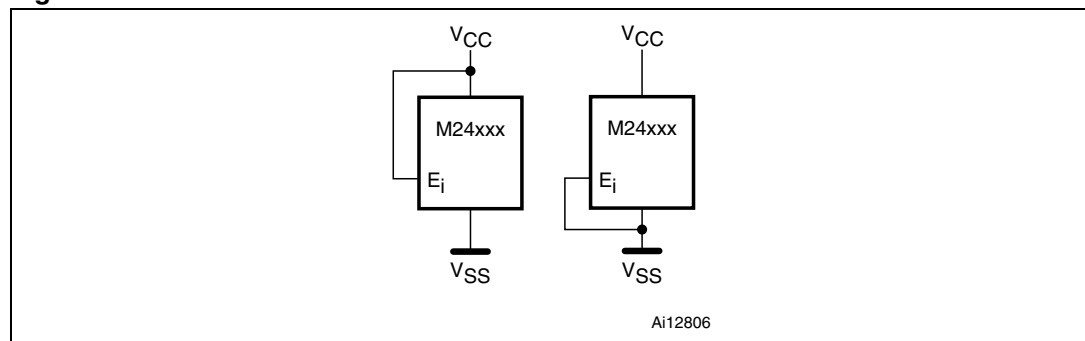 VCC VCC
M24xxx M24xxx
Ei Ei
VSS VSS
Ai12806